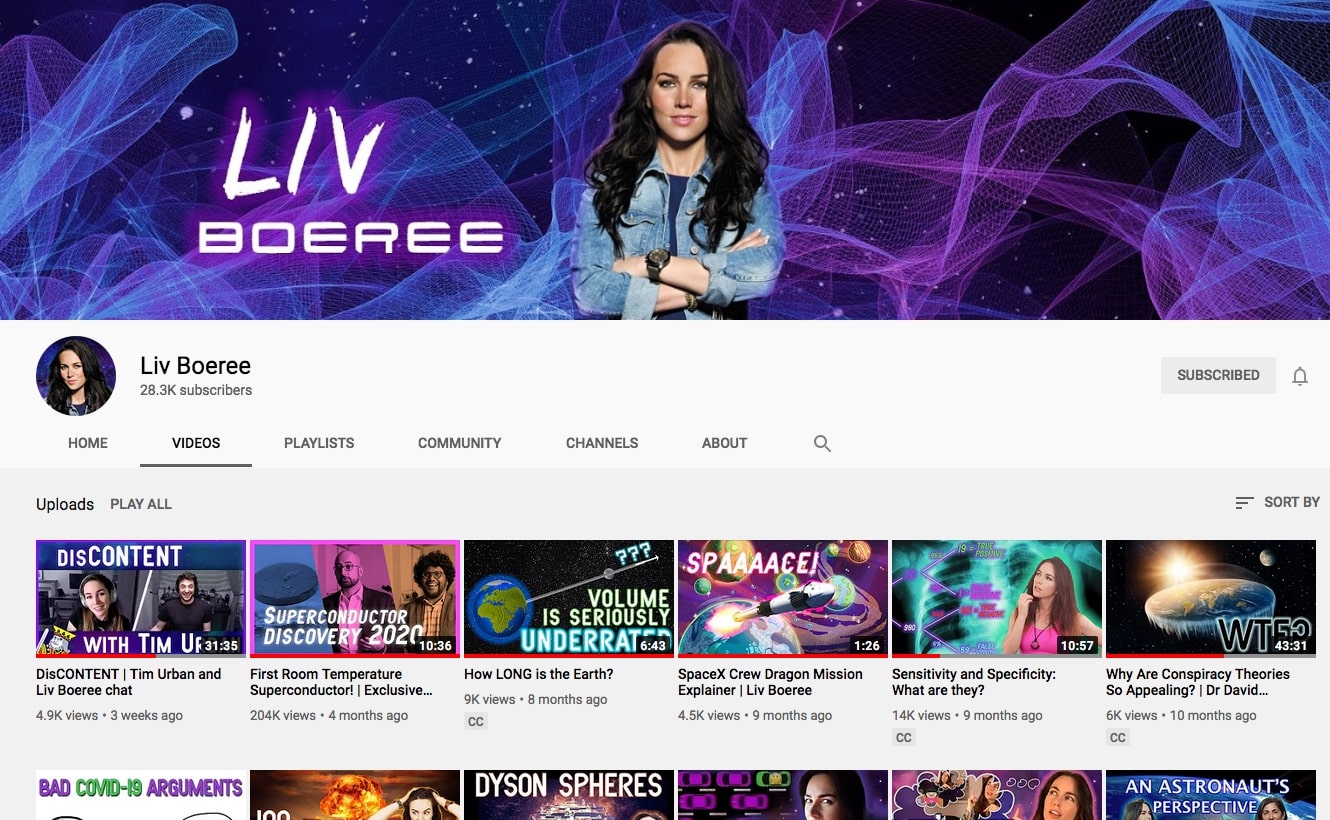 LIV
BOEREE
Liv Boeree
28.3K subscribers
SUBSCRIBED
HOME
VIDEOS
PLAYLISTS
COMMUNITY
CHANNELS
ABOUT
Uploads
PLAY ALL
SORT BY
DISCONTENT
WITH TIM UR
31:35
DisCONTENT | Tim Urban and
Liv Boeree chat
4.9K views • 3 weeks ago
SUPERCONDUCTOR
DISCOVERY 2020
10:36
First Room Temperature
Superconductor! | Exclusive...
204K views • 4 months ago
???
VOLUME
IS SERIOUSLY
UNDERRATED
6:43
How LONG is the Earth?
9K views • 8 months ago
CC
SPAAAACE!
1:26
SpaceX Crew Dragon Mission
Explainer | Liv Boeree
4.5K views • 9 months ago
19 = TRUE
POSITIVE
980
10:57
Sensitivity and Specificity:
What are they?
14K views • 9 months ago
CC
WTF?
43:31
Why Are Conspiracy Theories
So Appealing? | Dr David...
6K views • 10 months ago
CC
BAD COVID-19 ARGUMENTS
100
DYSON SPHERES
AN ASTRONAUT'S
PERSPECTIVE